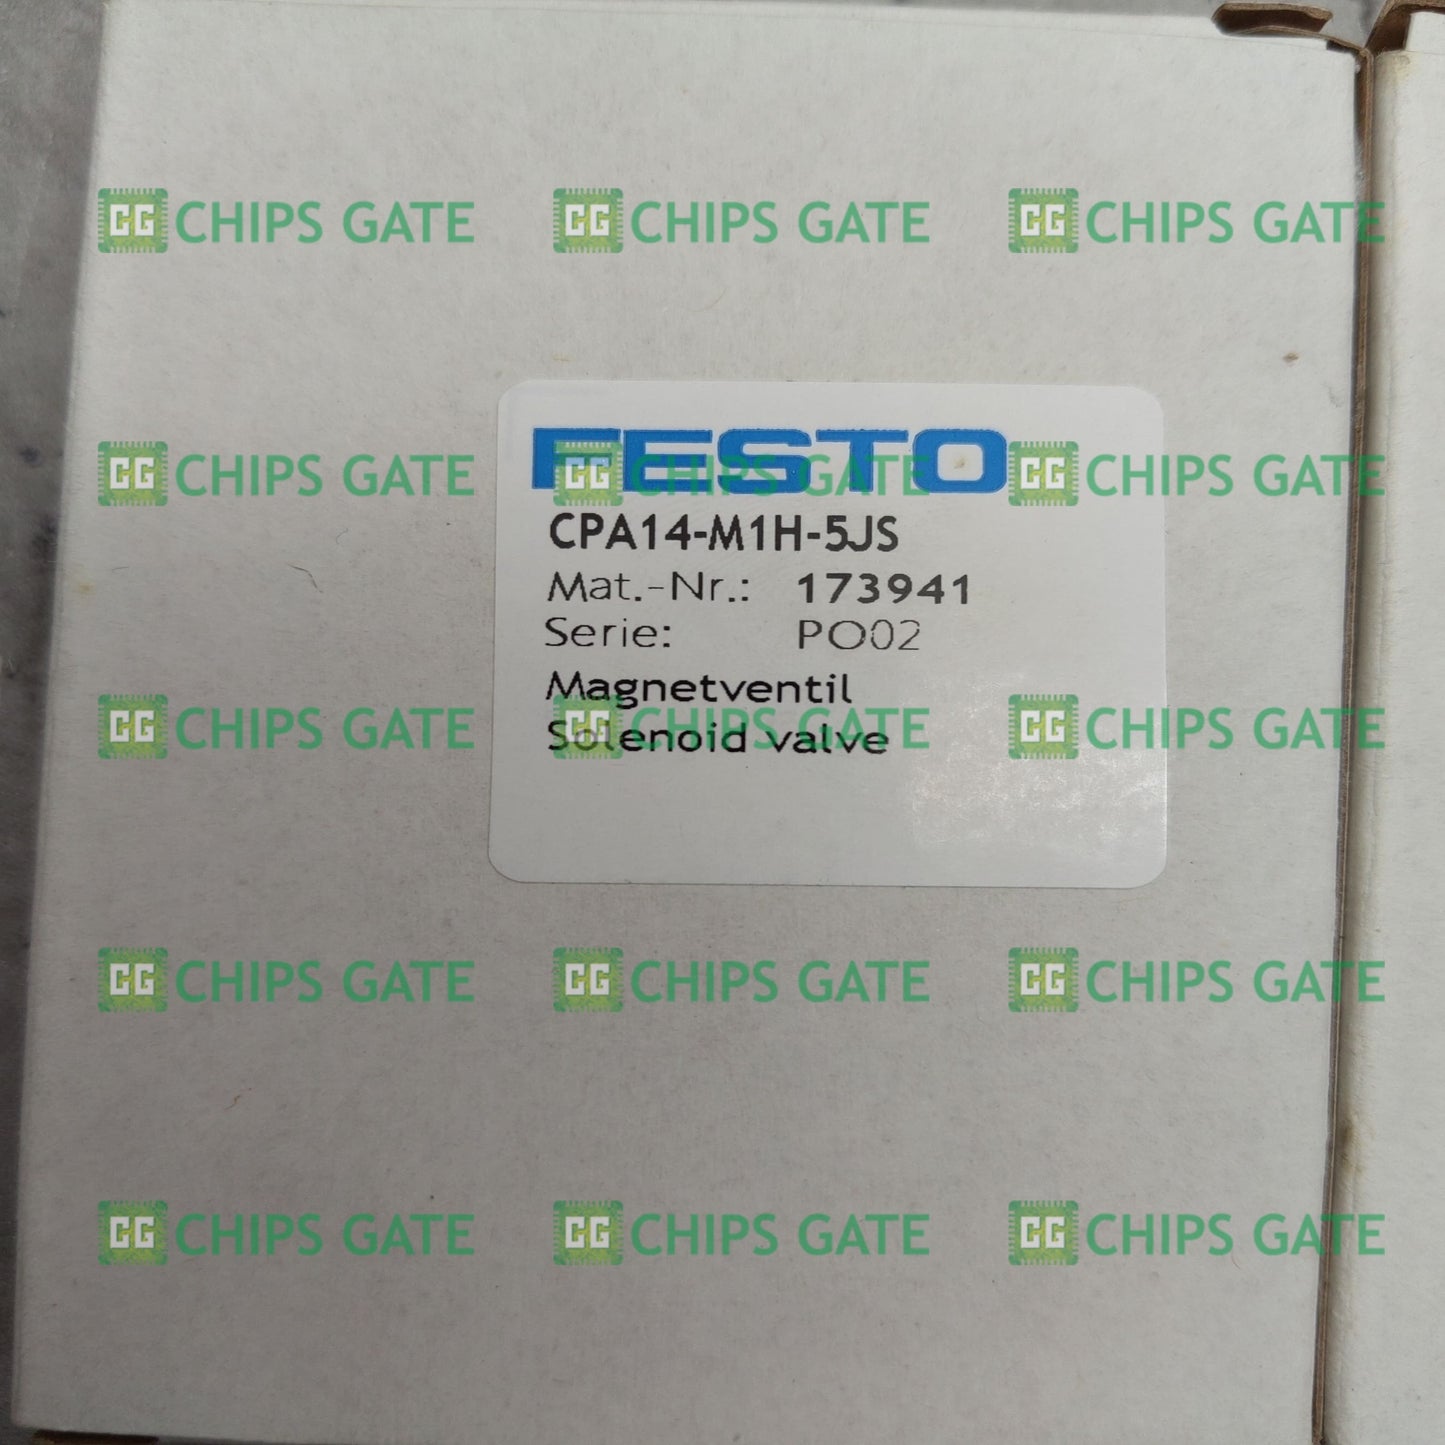 CG CHIPS GATE CG CHIPS GATE CG CHIPS GATE
FESTO
CG CHIPS GATE CG CHIPS GATE CG CHIPS GATE
CPA14-M1H-5JS
Mat.-Nr.: 173941
Serie: PO02
Magnetventil
CG CHIPS GATE CG CHIPS GATE CG CHIPS GATE
Solenoid valve
CG CHIPS GATE CG CHIPS GATE CG CHIPS GATE
CG CHIPS GATE CG CHIPS GATE CG CHIPS GATE